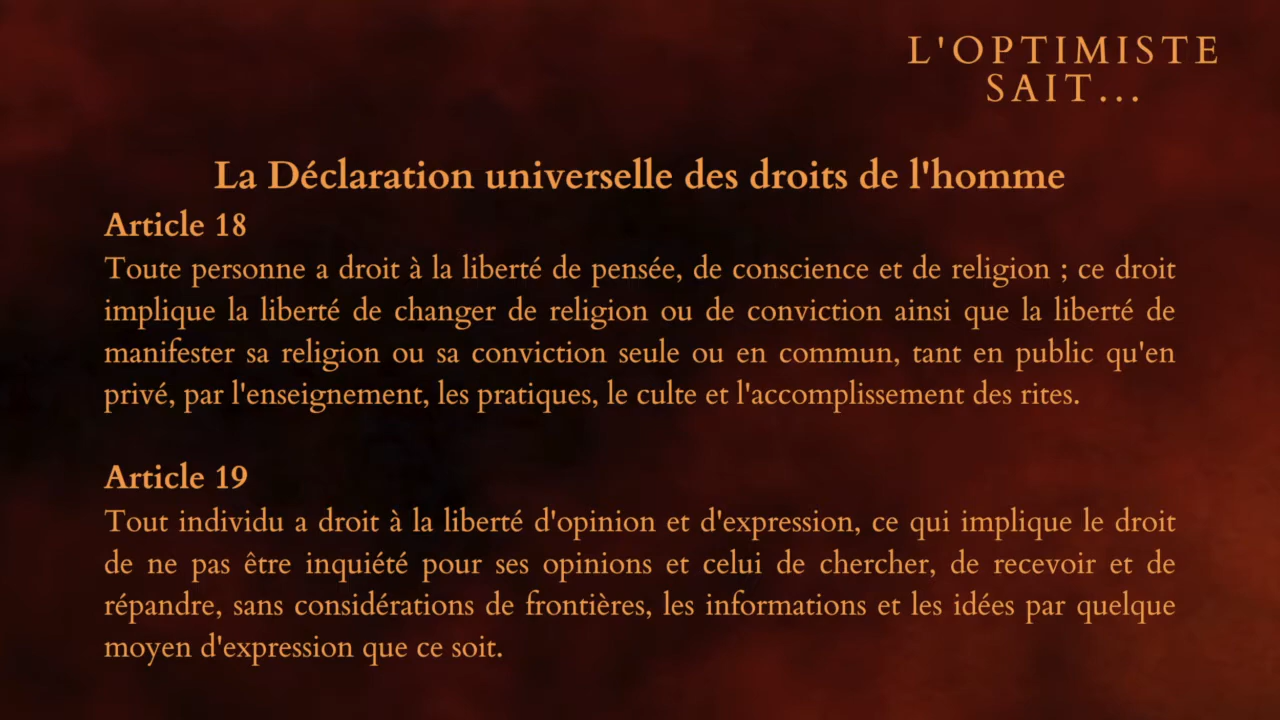 L'OPTIMISTE
SAIT...
La Déclaration universelle des droits de l'homme
Article 18
Toute personne a droit à la liberté de pensée, de conscience et de religion ; ce droit
implique la liberté de changer de religion ou de conviction ainsi que la liberté de
manifester sa religion ou sa conviction seule ou en commun, tant en public qu'en
privé, par l'enseignement, les pratiques, le culte et l'accomplissement des rites.
Article 19
Tout individu a droit à la liberté d'opinion et d'expression, ce qui implique le droit
de ne pas être inquiété pour ses opinions et celui de chercher, de recevoir et de
répandre, sans considérations de frontières, les informations et les idées par quelque
moyen d'expression que ce soit.